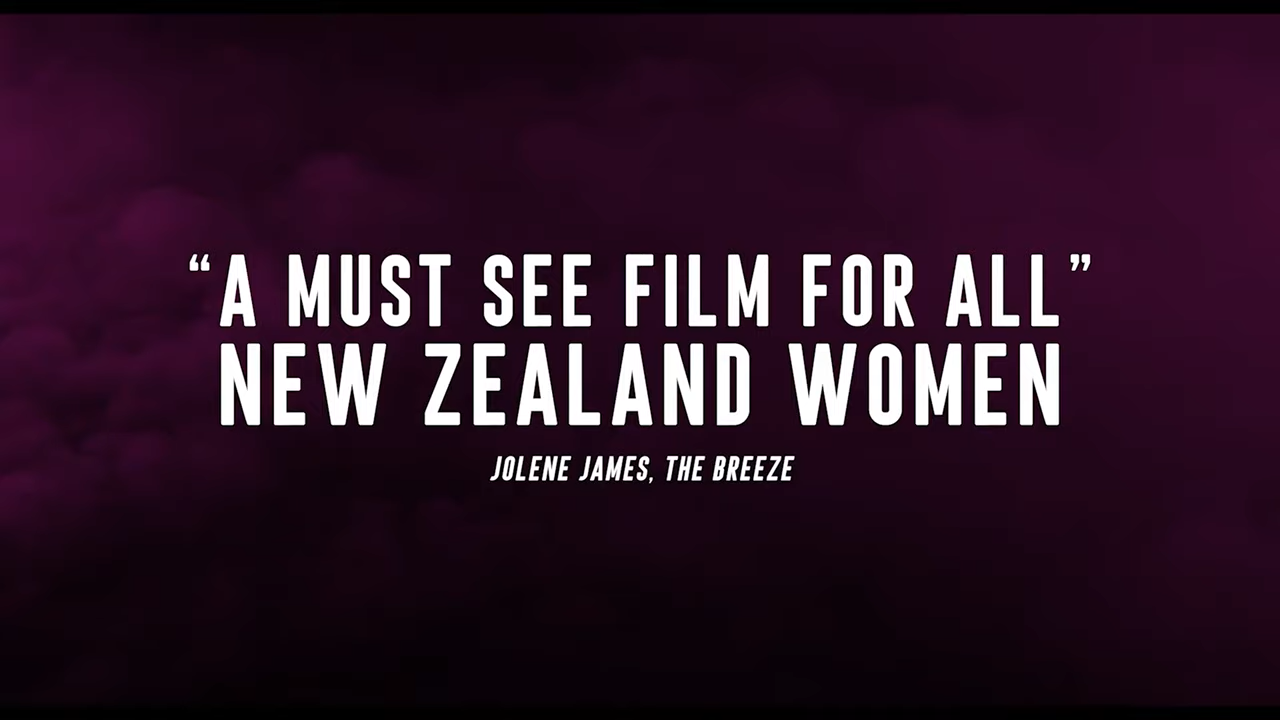 “A MUST SEE FILM FOR ALL”
NEW ZEALAND WOMEN
JOLENE JAMES, THE BREEZE